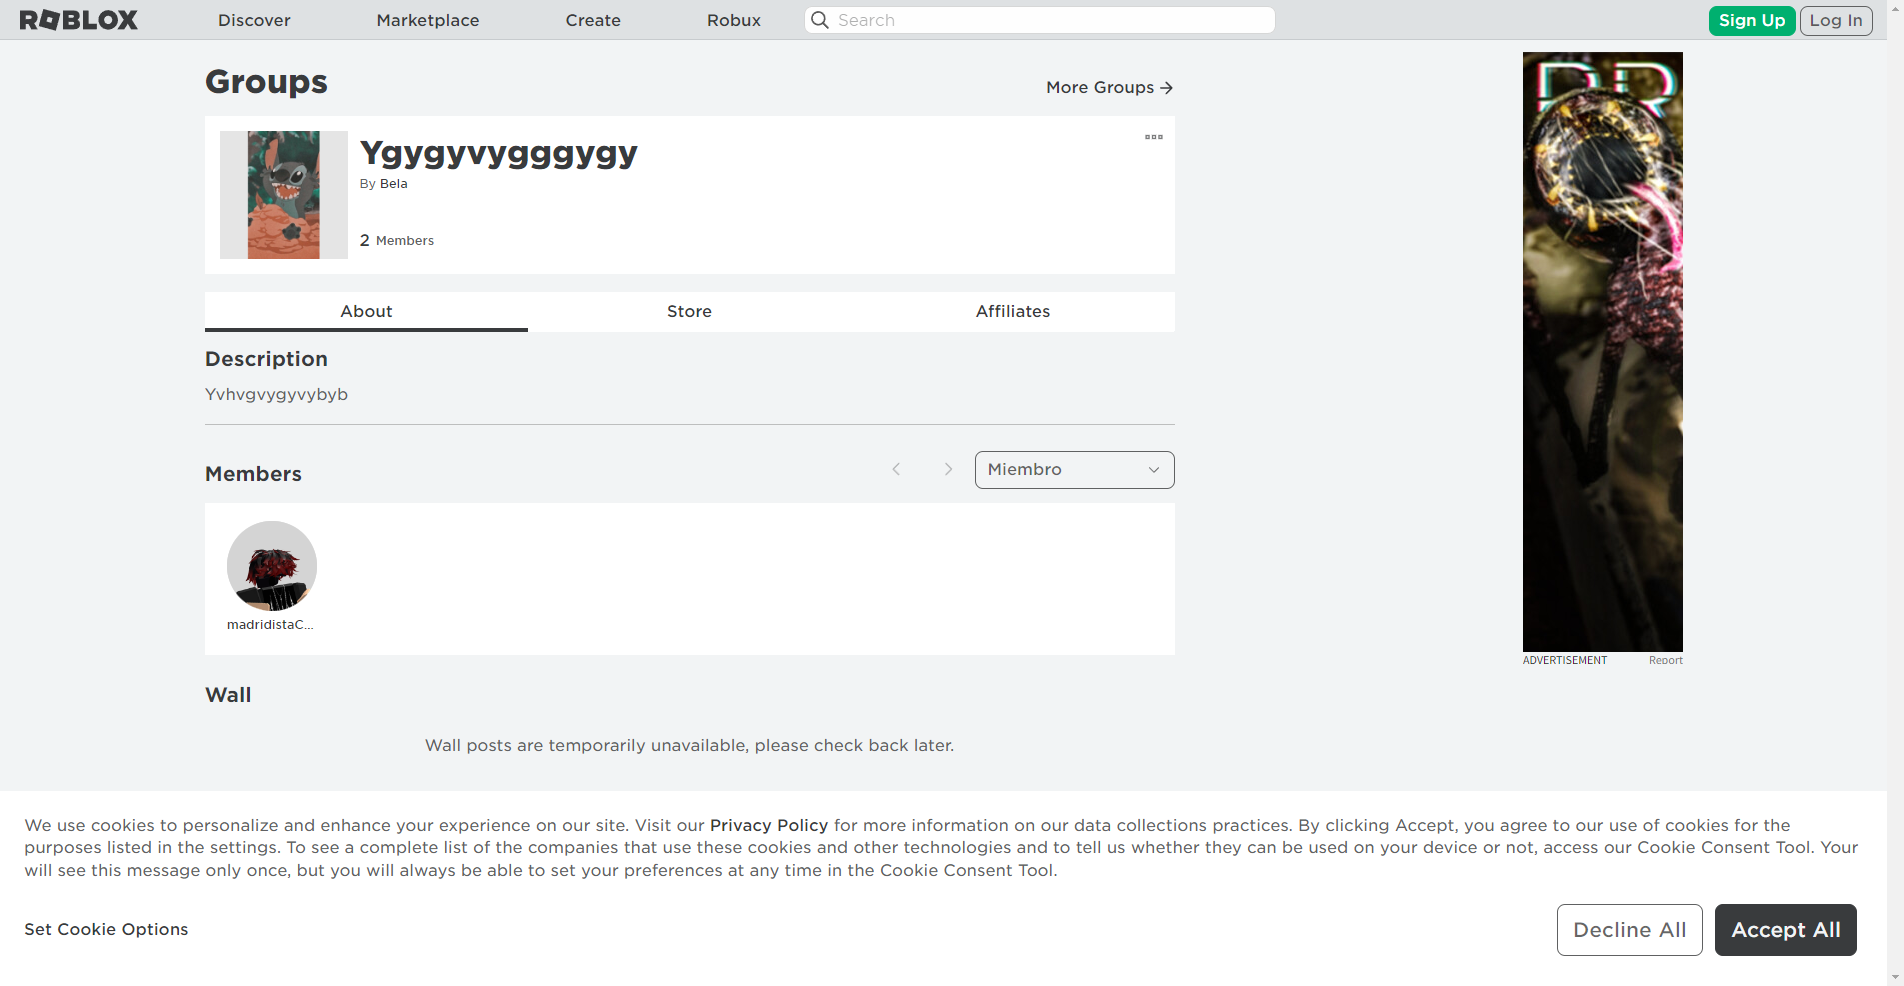 ROBLOX
Discover
Marketplace
Create
Robux
Search
Sign Up
Log In
Groups
More Groups
Ygygyvygggygy
By Bela
2 Members
About
Store
Affiliates
Description
Yvhvgvygyvybyb
Members
Miembro
madridistaC...
Wall
Wall posts are temporarily unavailable, please check back later.
DR
ADVERTISEMENT
Report
We use cookies to personalize and enhance your experience on our site. Visit our Privacy Policy for more information on our data collections practices. By clicking Accept, you agree to our use of cookies for the
purposes listed in the settings. To see a complete list of the companies that use these cookies and other technologies and to tell us whether they can be used on your device or not, access our Cookie Consent Tool. Your
will see this message only once, but you will always be able to set your preferences at any time in the Cookie Consent Tool.
Set Cookie Options
Decline All
Accept All